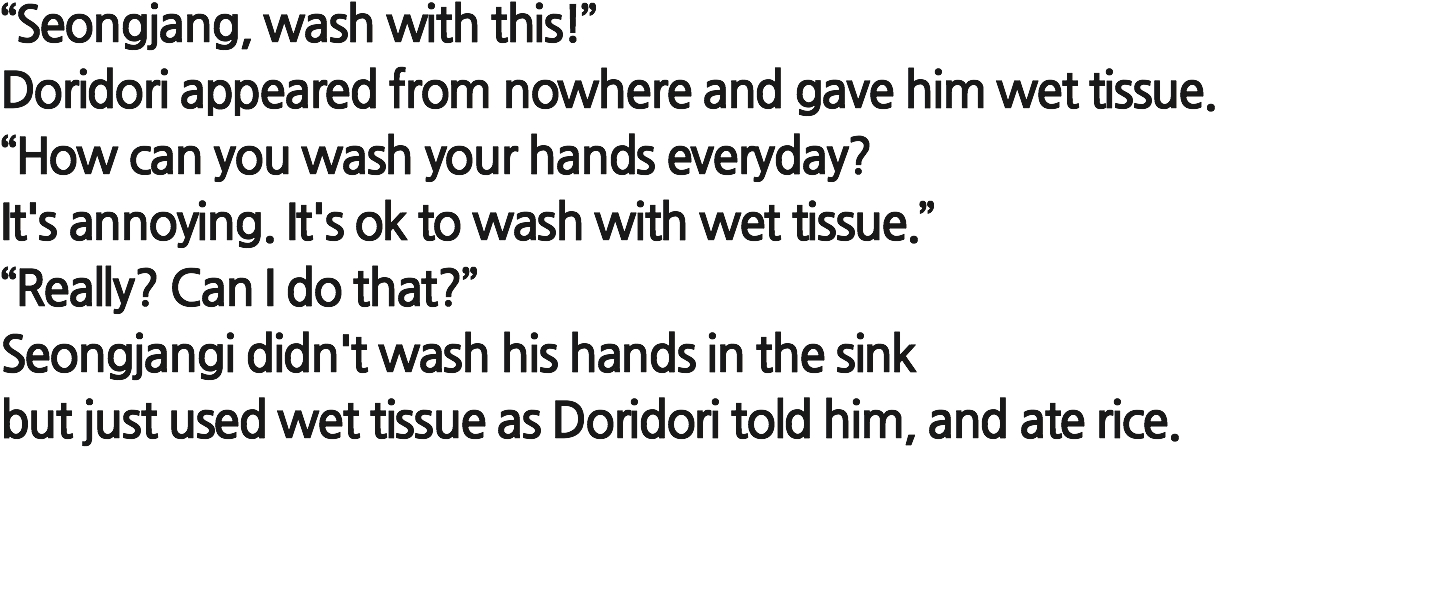 “Seongjang, wash with this!”
Doridori appeared from nowhere and gave him wet tissue.
“How can you wash your hands everyday?
It's annoying. It's ok to wash with wet tissue.”
“Really? Can I do that?”
Seongjangi didn't wash his hands in the sink
but just used wet tissue as Doridori told him, and ate rice.